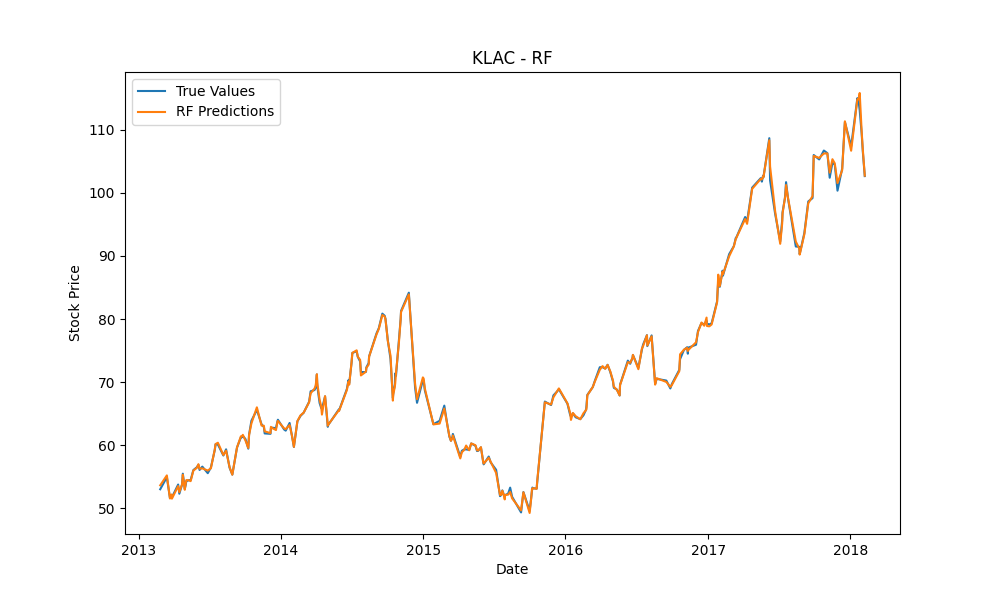 KLAC - RF
True Values
RF Predictions
Stock Price
110
100
90
80
70
60
50
2013
2014
2015
2016
2017
2018
Date